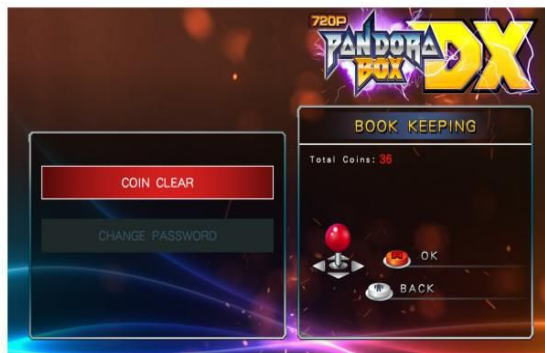 720P
PANDORA
BOX
DX
BOOK KEEPING
Total Coins: 36
COIN CLEAR
CHANGE PASSWORD
OK
BACK